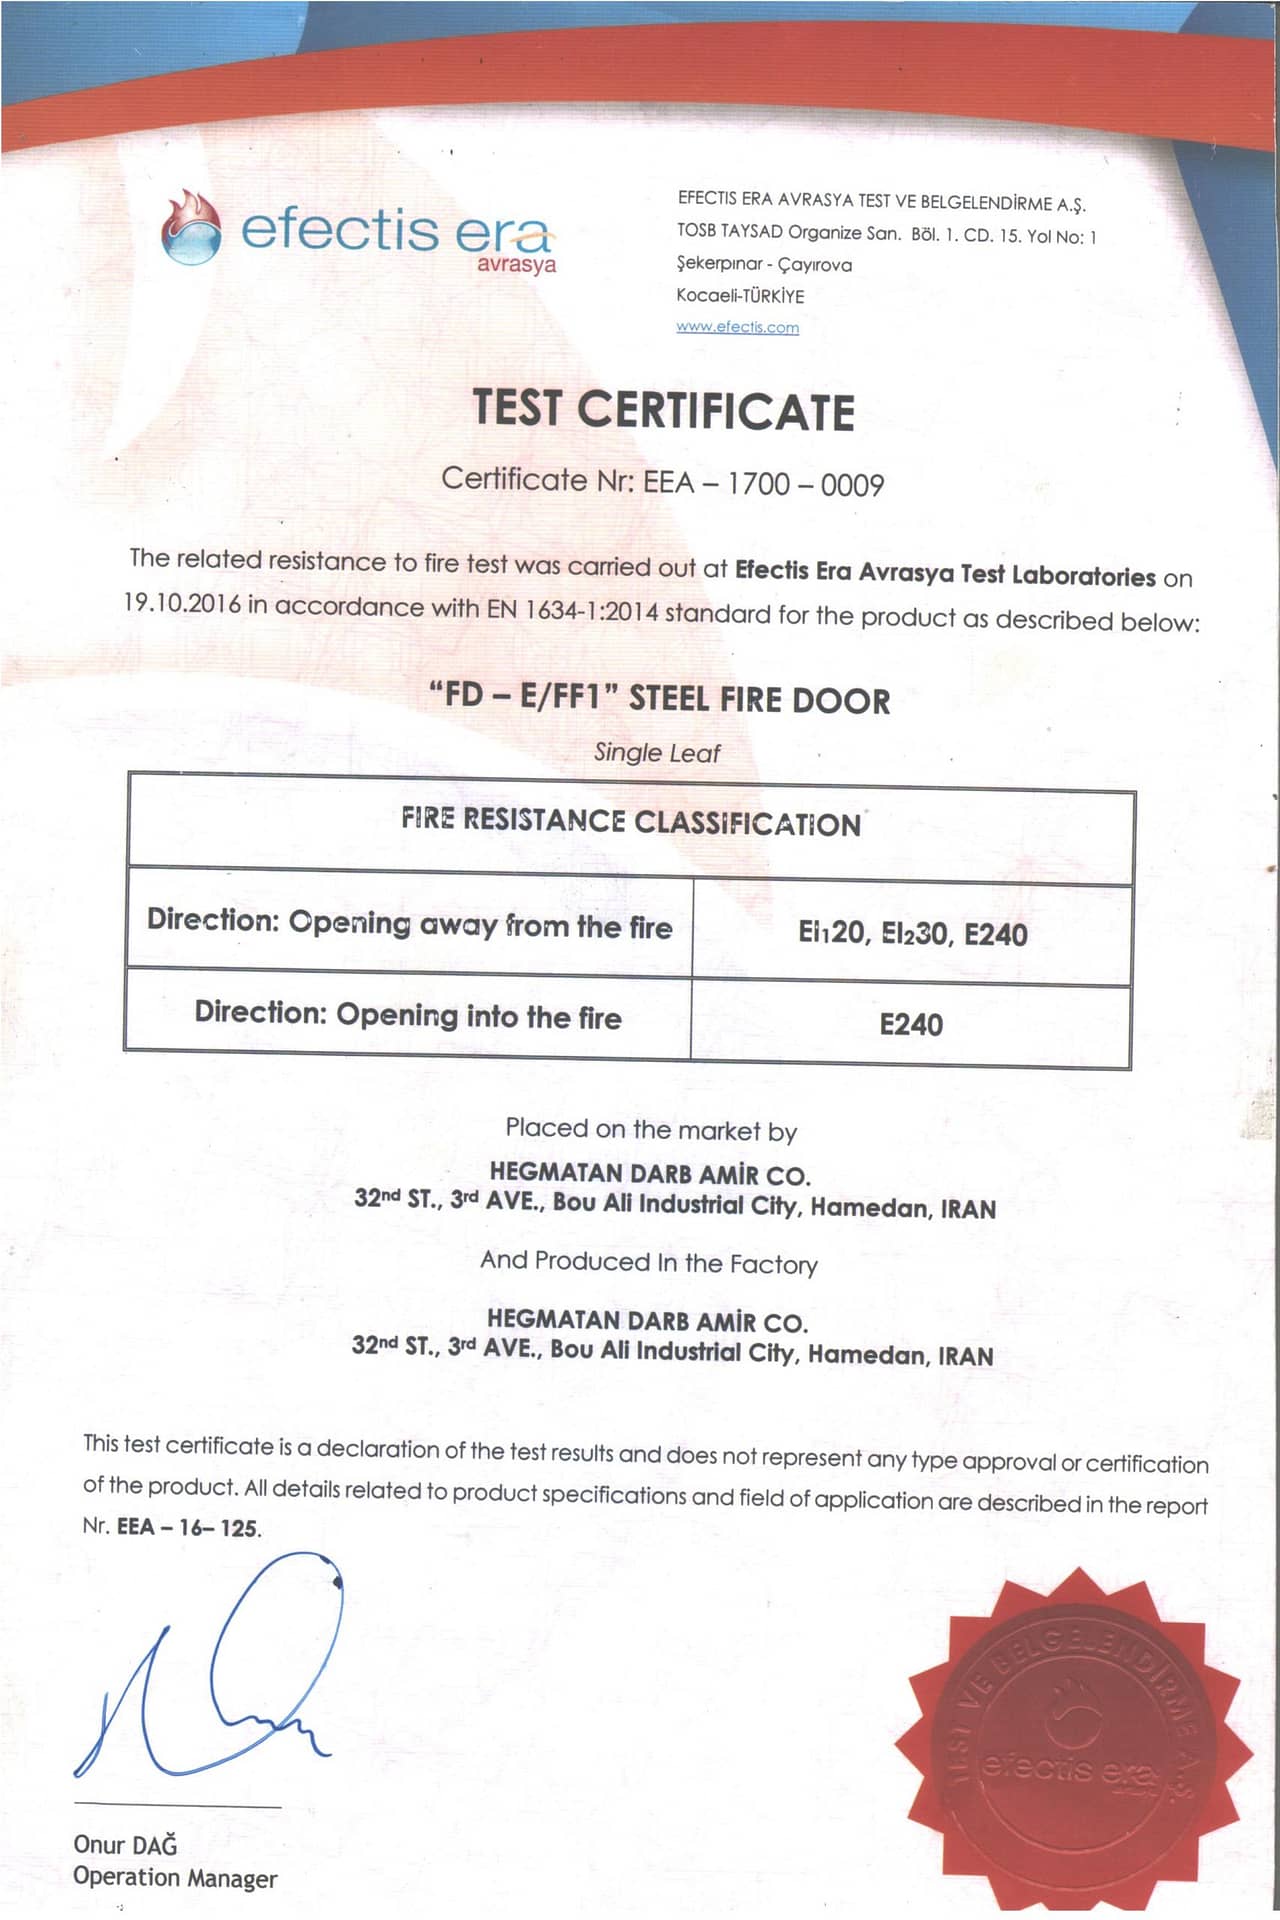 efectis era
avrasya
EFECTIS ERA AVRASYA TEST VE BELGELENDİRME A.Ş.
TOSB TAYSAD Organize San. Böl. 1. CD. 15. Yol No: 1
Şekerpınar - Çayırova
Kocaeli-TÜRKİYE
www.efectis.com
TEST CERTIFICATE
Certificate Nr: EEA – 1700 – 0009
The related resistance to fire test was carried out at Efectis Era Avrasya Test Laboratories on
19.10.2016 in accordance with EN 1634-1:2014 standard for the product as described below:
“FD – E/FF1” STEEL FIRE DOOR
Single Leaf
FIRE RESISTANCE CLASSIFICATION
Direction: Opening away from the fire
Ei₁20, EI₂30, E240
Direction: Opening into the fire
E240
Placed on the market by
HEGMATAN DARB AMİR CO.
32nd ST., 3rd AVE., Bou Ali Industrial City, Hamedan, IRAN
And Produced In the Factory
HEGMATAN DARB AMİR CO.
32nd ST., 3rd AVE., Bou Ali Industrial City, Hamedan, IRAN
This test certificate is a declaration of the test results and does not represent any type approval or certification
of the product. All details related to product specifications and field of application are described in the report
Nr. EEA – 16– 125.
Onur DAĞ
Operation Manager
TEST VE BELGELENDİRME A.Ş.
efectis era